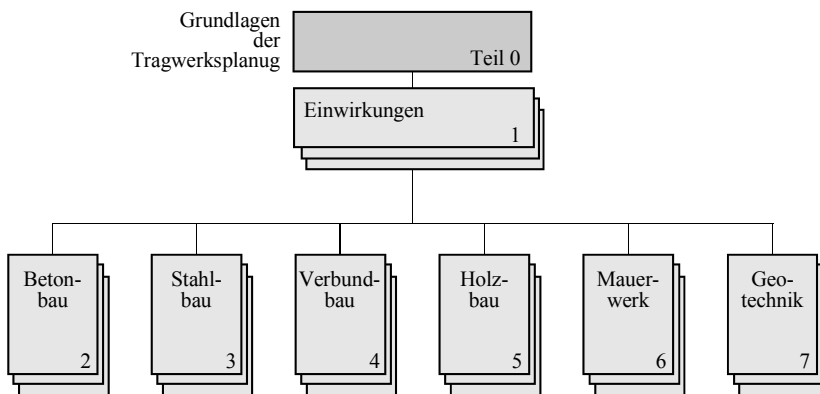 Grundlagen
der
Tragwerksplanug
Teil 0
Einwirkungen
1
Beton-
bau
2
Stahl-
bau
3
Verbund-
bau
4
Holz-
bau
5
Mauer-
werk
6
Geo-
technik
7